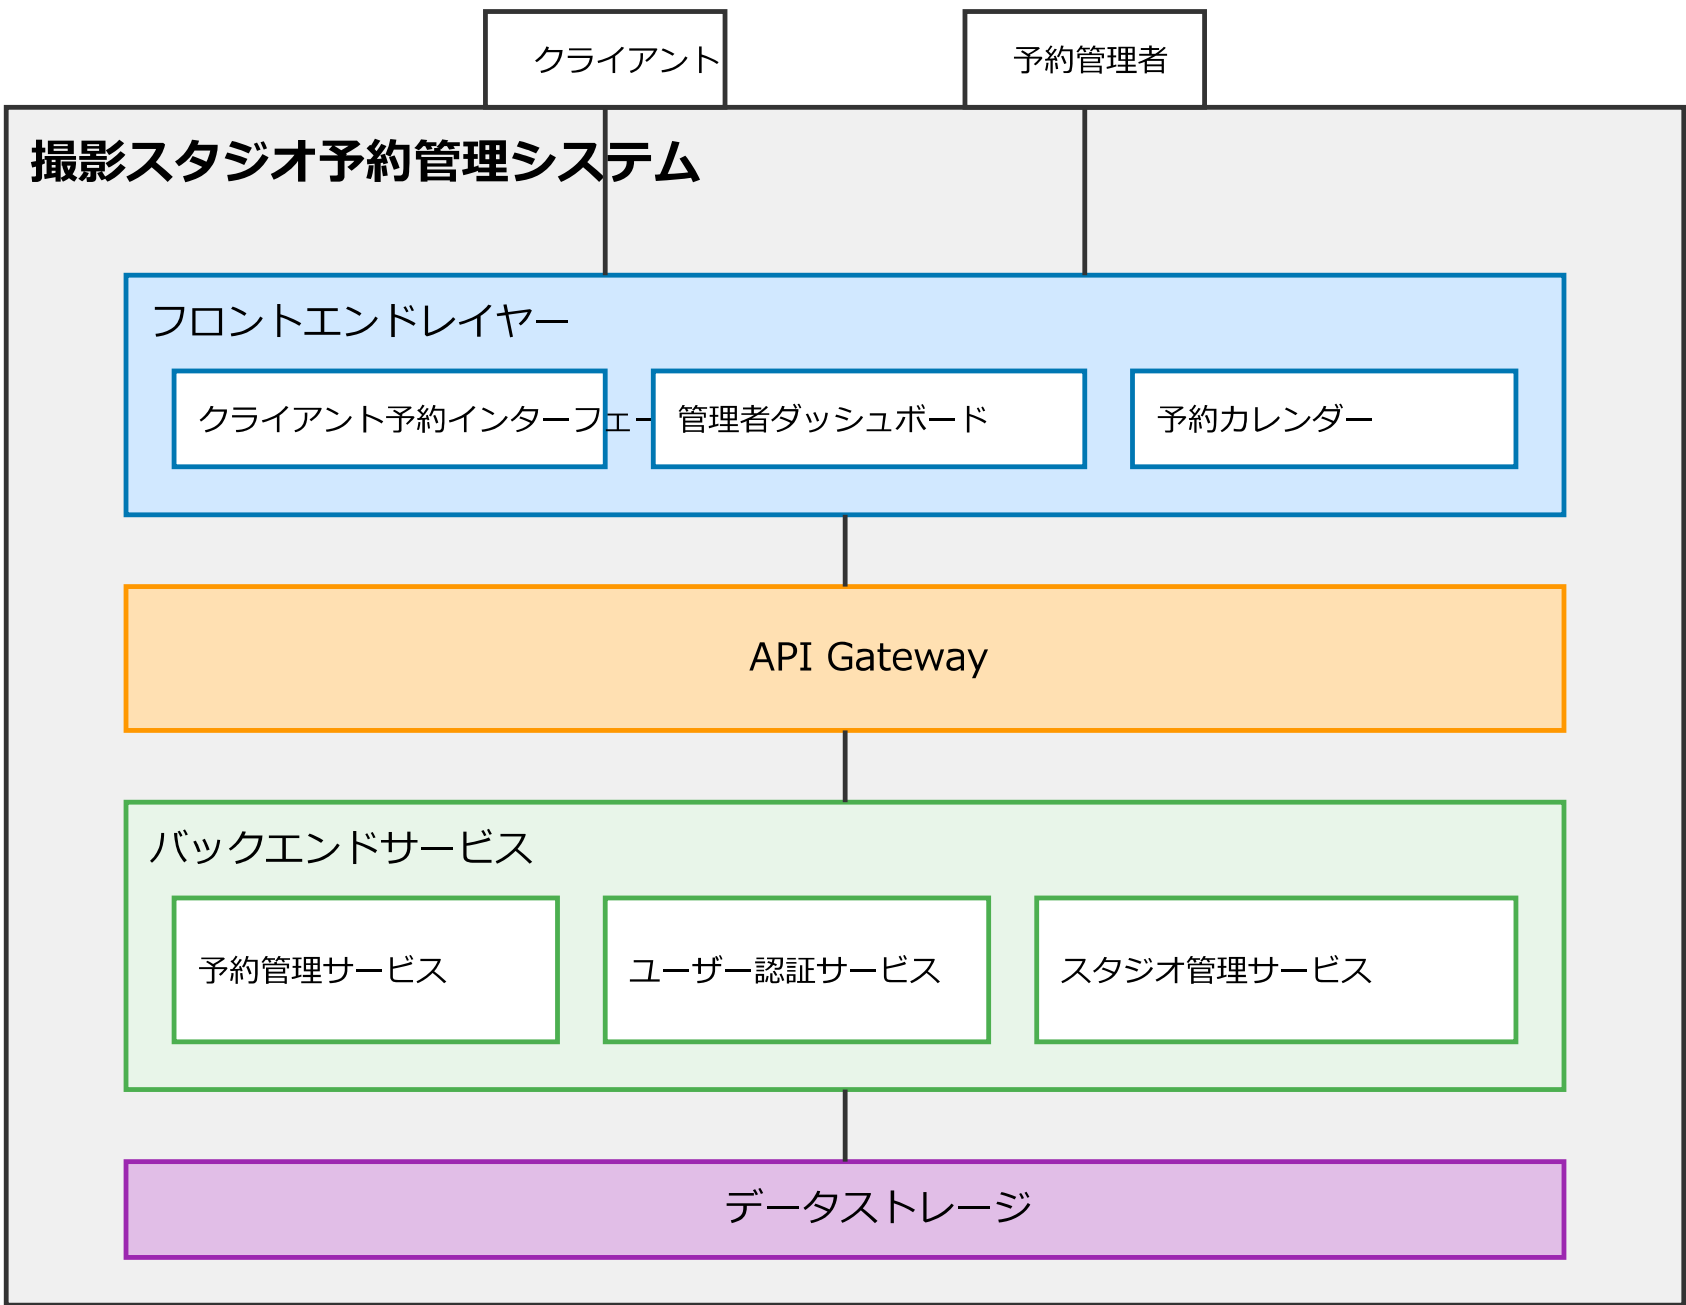 クライアント
予約管理者
撮影スタジオ予約管理システム
フロントエンドレイヤー
クライアント予約インターフェー
管理者ダッシュボード
予約カレンダー
API Gateway
バックエンドサービス
予約管理サービス
ユーザー認証サービス
スタジオ管理サービス
データストレージ